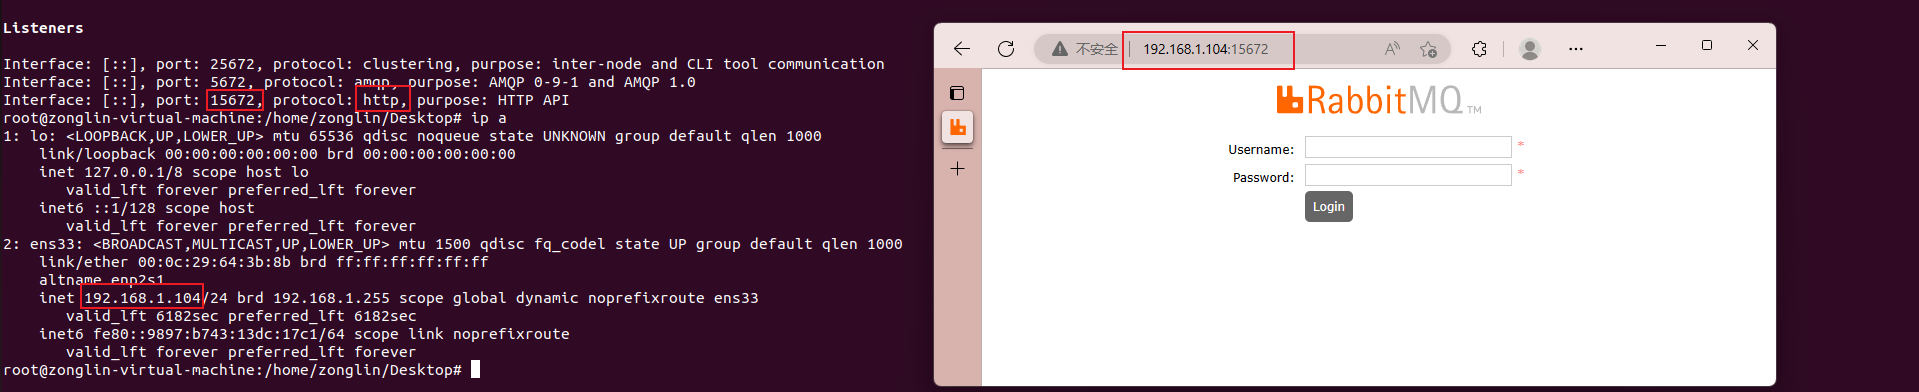 Listeners
Interface: [::], port: 25672, protocol: clustering, purpose: inter-node and CLI tool communication
Interface: [::], port: 5672, protocol: amqp, purpose: AMQP 0-9-1 and AMQP 1.0
Interface: [::], port: 15672, protocol: http, purpose: HTTP API
root@zonglin-virtual-machine:/home/zonglin/Desktop# ip a
1: lo: <LOOPBACK,UP,LOWER_UP> mtu 65536 qdisc noqueue state UNKNOWN group default qlen 1000
link/loopback 00:00:00:00:00:00 brd 00:00:00:00:00:00
inet 127.0.0.1/8 scope host lo
valid_lft forever preferred_lft forever
inet6 ::1/128 scope host
valid_lft forever preferred_lft forever
2: ens33: <BROADCAST,MULTICAST,UP,LOWER_UP> mtu 1500 qdisc fq_codel state UP group default qlen 1000
link/ether 00:0c:29:64:3b:8b brd ff:ff:ff:ff:ff:ff
altname enp2s1
inet 192.168.1.104/24 brd 192.168.1.255 scope global dynamic noprefixroute ens33
valid_lft 6182sec preferred_lft 6182sec
inet6 fe80::9897:b743:13dc:17c1/64 scope link noprefixroute
valid_lft forever preferred_lft forever
root@zonglin-virtual-machine:/home/zonglin/Desktop#
不安全 | 192.168.1.104:15672
RabbitMQ TM
Username: *
Password: *
Login